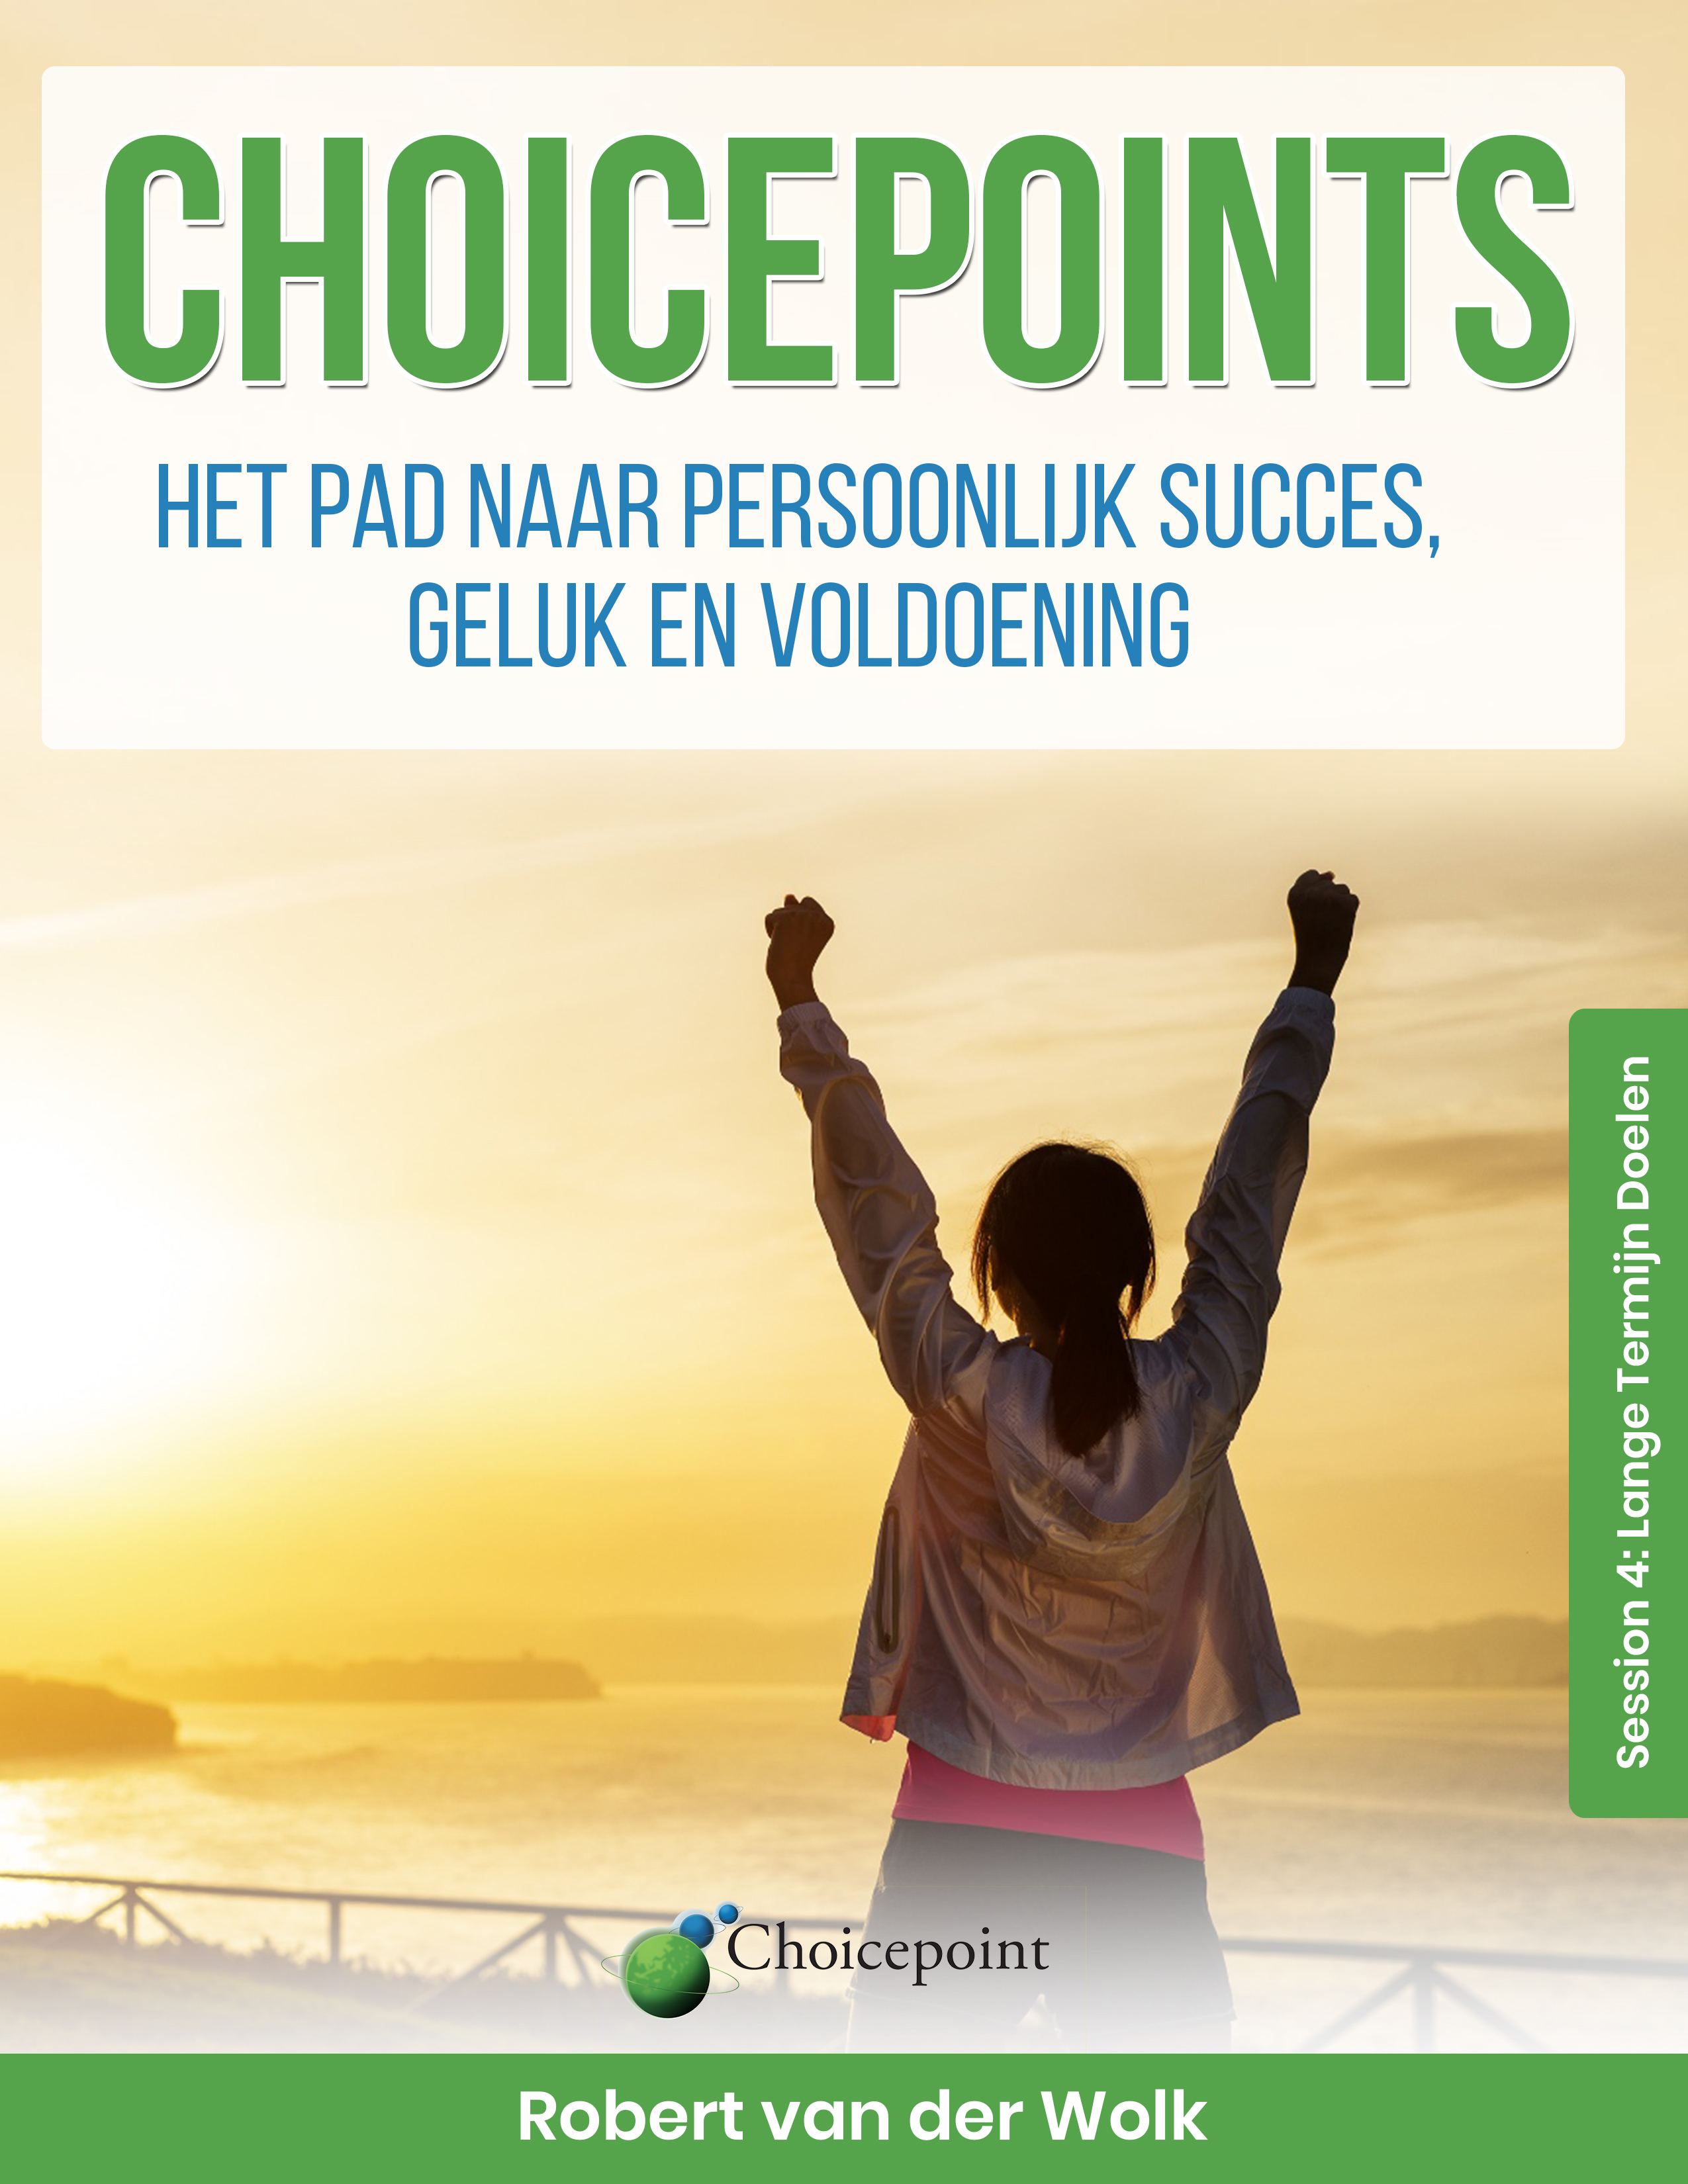 CHOICEPOINTS
HET PAD NAAR PERSOONLIJK SUCCES,
GELUK EN VOLDOENING
Session 4: Lange Termijn Doelen
Choicepoint
Robert van der Wolk